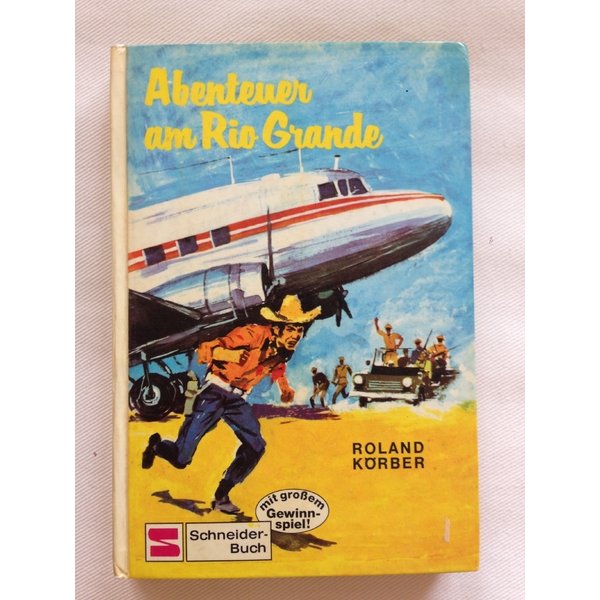 Abenteuer
am Rio Grande
ROLAND
KÖRBER
mit großem
Gewinn-
spiel!
Schneider-
Buch